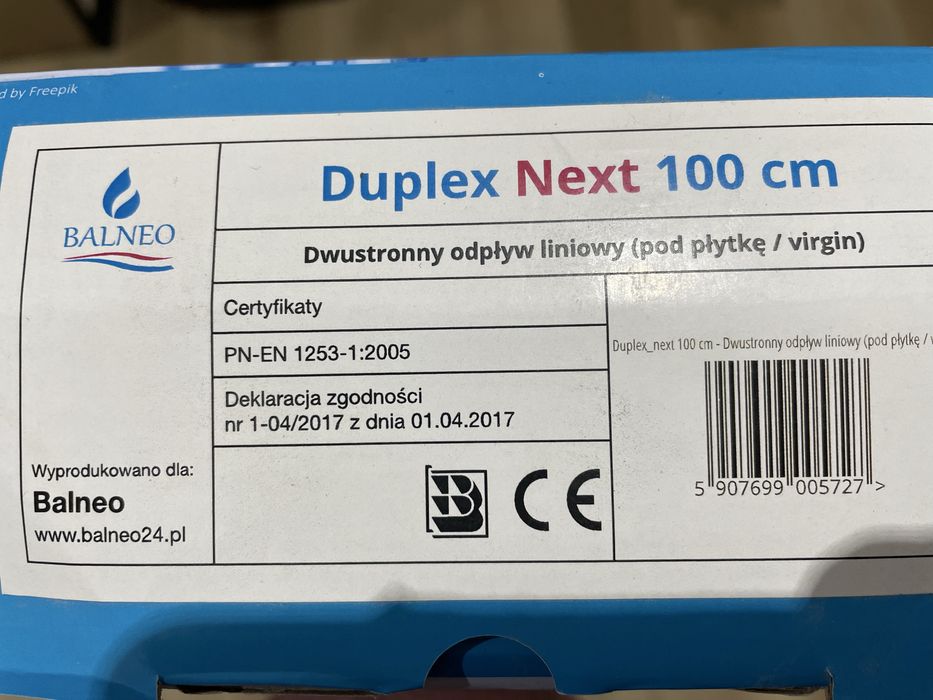 d by Freepik
BALNEO
Duplex Next 100 cm
Dwustronny odpływ liniowy (pod płytkę / virgin)
Certyfikaty
PN-EN 1253-1:2005
Deklaracja zgodności
nr 1-04/2017 z dnia 01.04.2017
Wyprodukowano dla:
Balneo
www.balneo24.pl
B
CE
Duplex_next 100 cm - Dwustronny odpływ liniowy (pod płytkę /
5 907699 005727 >